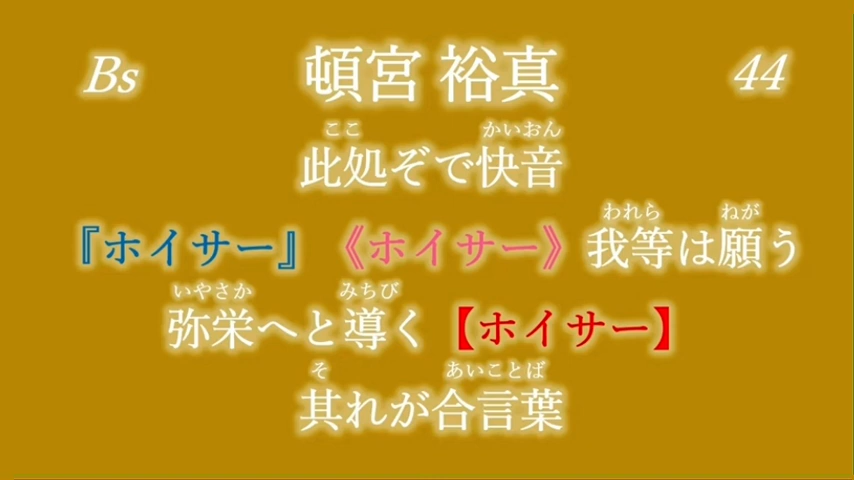 Bs 頓宮 裕真 44
ここ かいおん
此処ぞで快音
われら ねが
『ホイサー』《ホイサー》我等は願う
いやさか みちび
弥栄へと導く【ホイサー】
そ あいことば
其れが合言葉